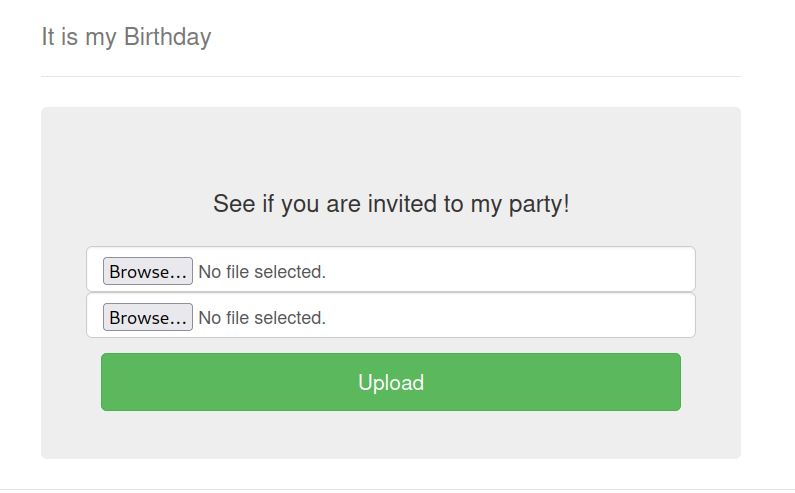 It is my Birthday
See if you are invited to my party!
Browse... No file selected.
Browse... No file selected.
Upload